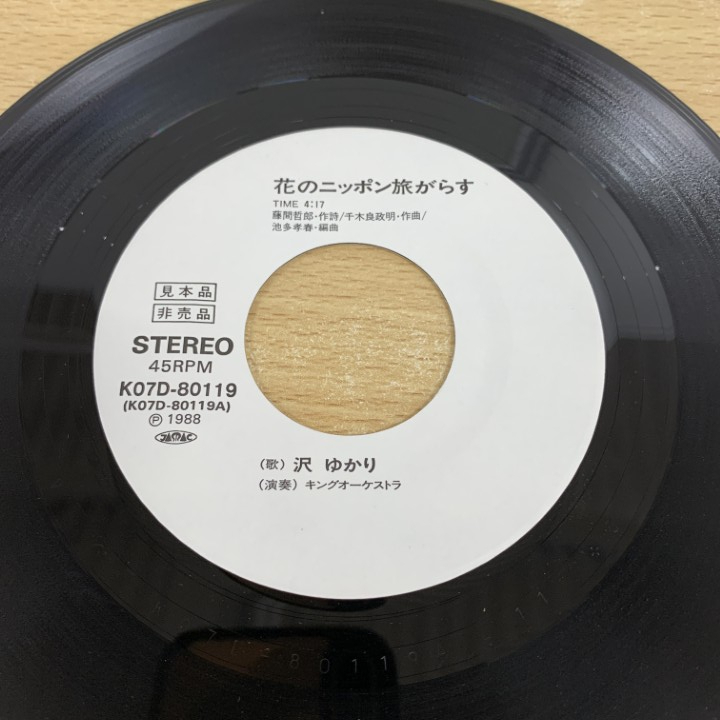 花のニッポン旅がらす
TIME 4:17
藤間哲郎・作詩/千木良政明・作曲/
池多孝春・編曲
見本品
非売品
STEREO
45RPM
K07D-80119
(K07D-80119A)
Ⓟ 1988
JAMAC
(歌) 沢 ゆかり
(演奏) キングオーケストラ